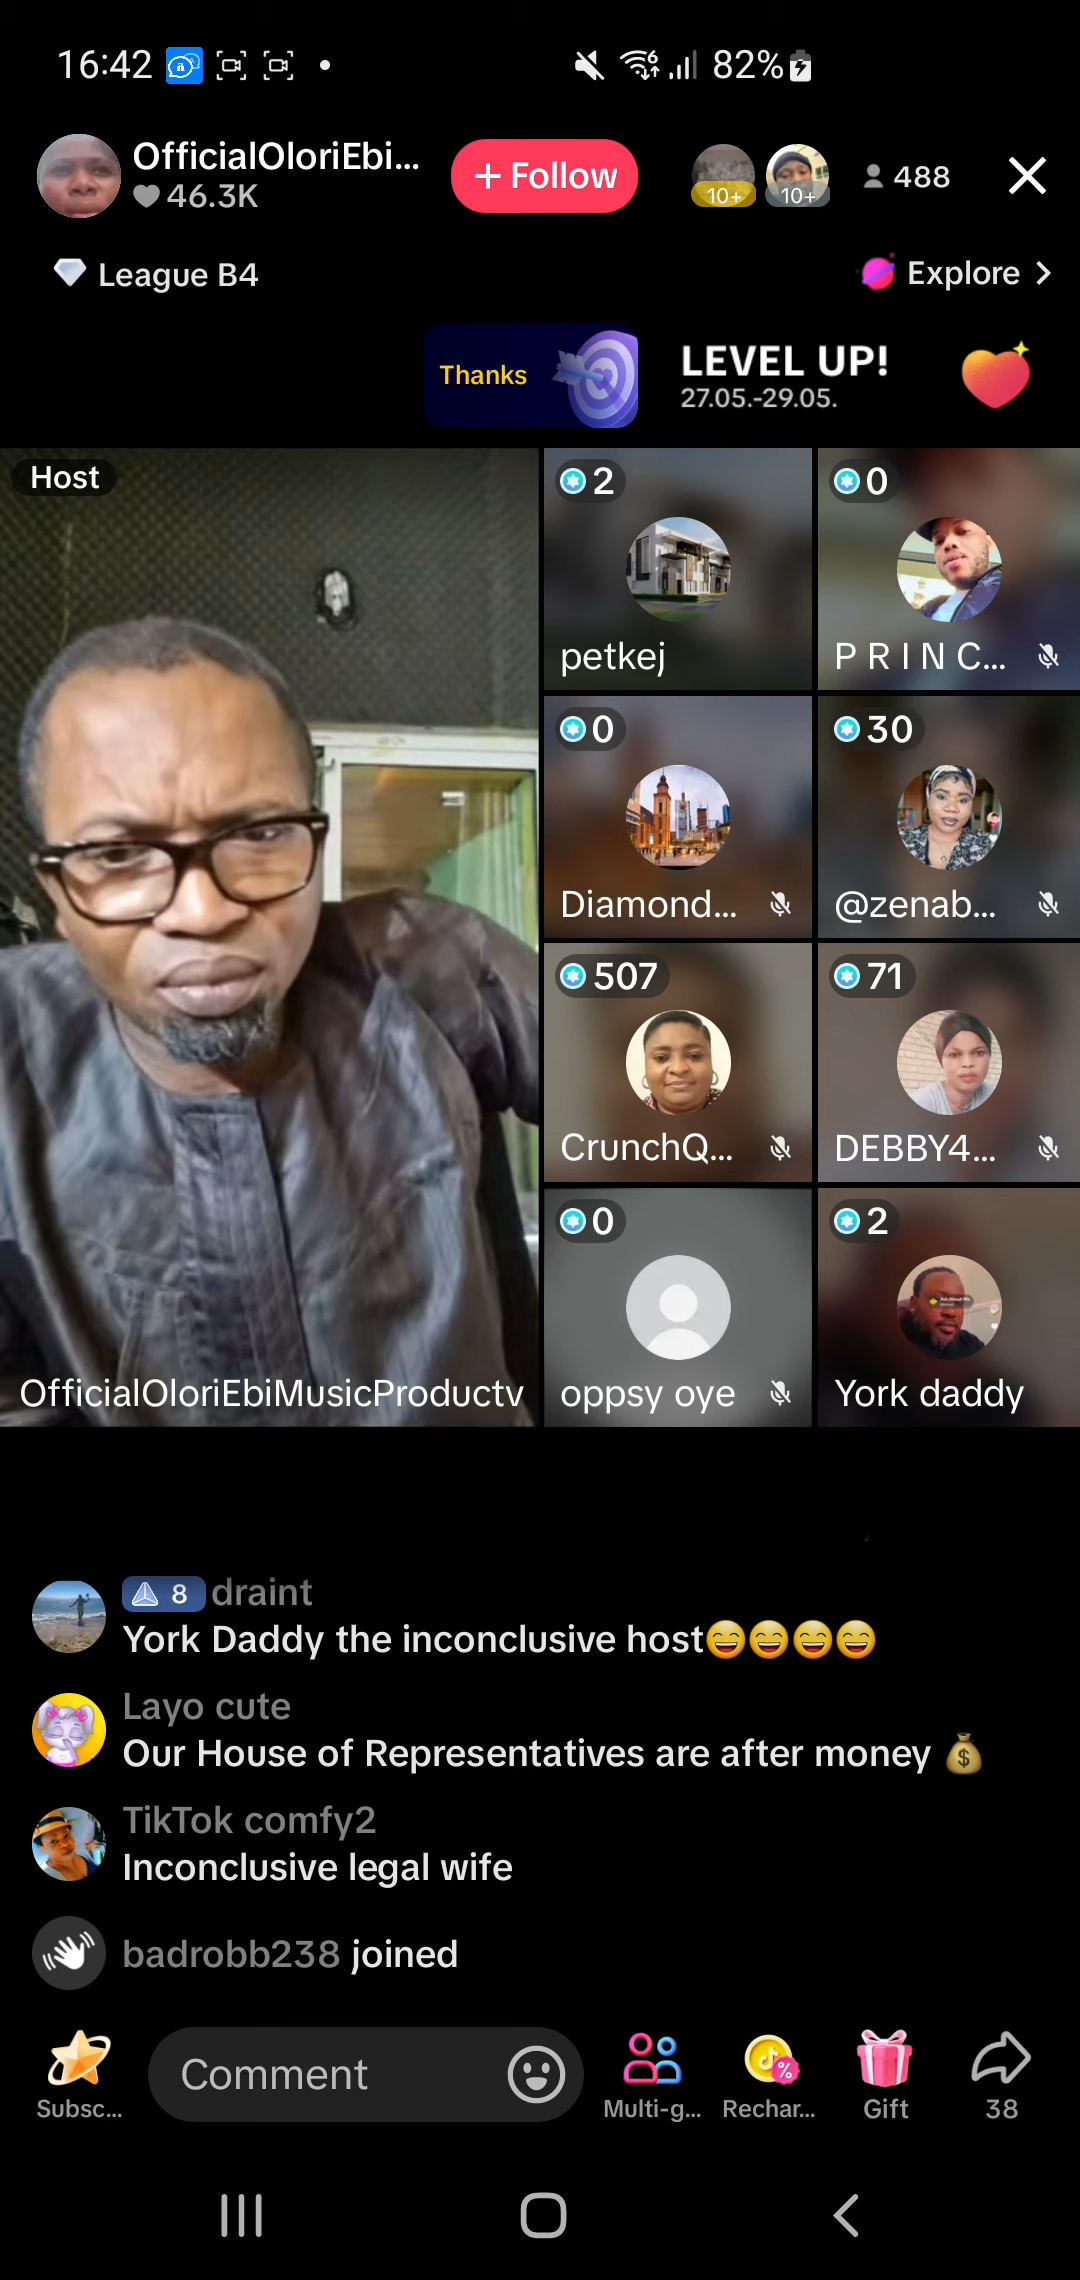 16:42
82%
OfficialOloriEbi...
46.3K
+ Follow
10+
10+
488
League B4
Explore
Thanks
LEVEL UP!
27.05.-29.05.
Host
2
petkej
0
P R I N C...
0
Diamond...
30
@zenab...
507
CrunchQ...
71
DEBBY4...
0
oppsy oye
2
York daddy
OfficialOloriEbiMusicProductv
8 draint
York Daddy the inconclusive host😄😄😄😄
Layo cute
Our House of Representatives are after money 💰
TikTok comfy2
Inconclusive legal wife
badrobb238 joined
Comment
Subsc...
Multi-g...
Rechar...
Gift
38